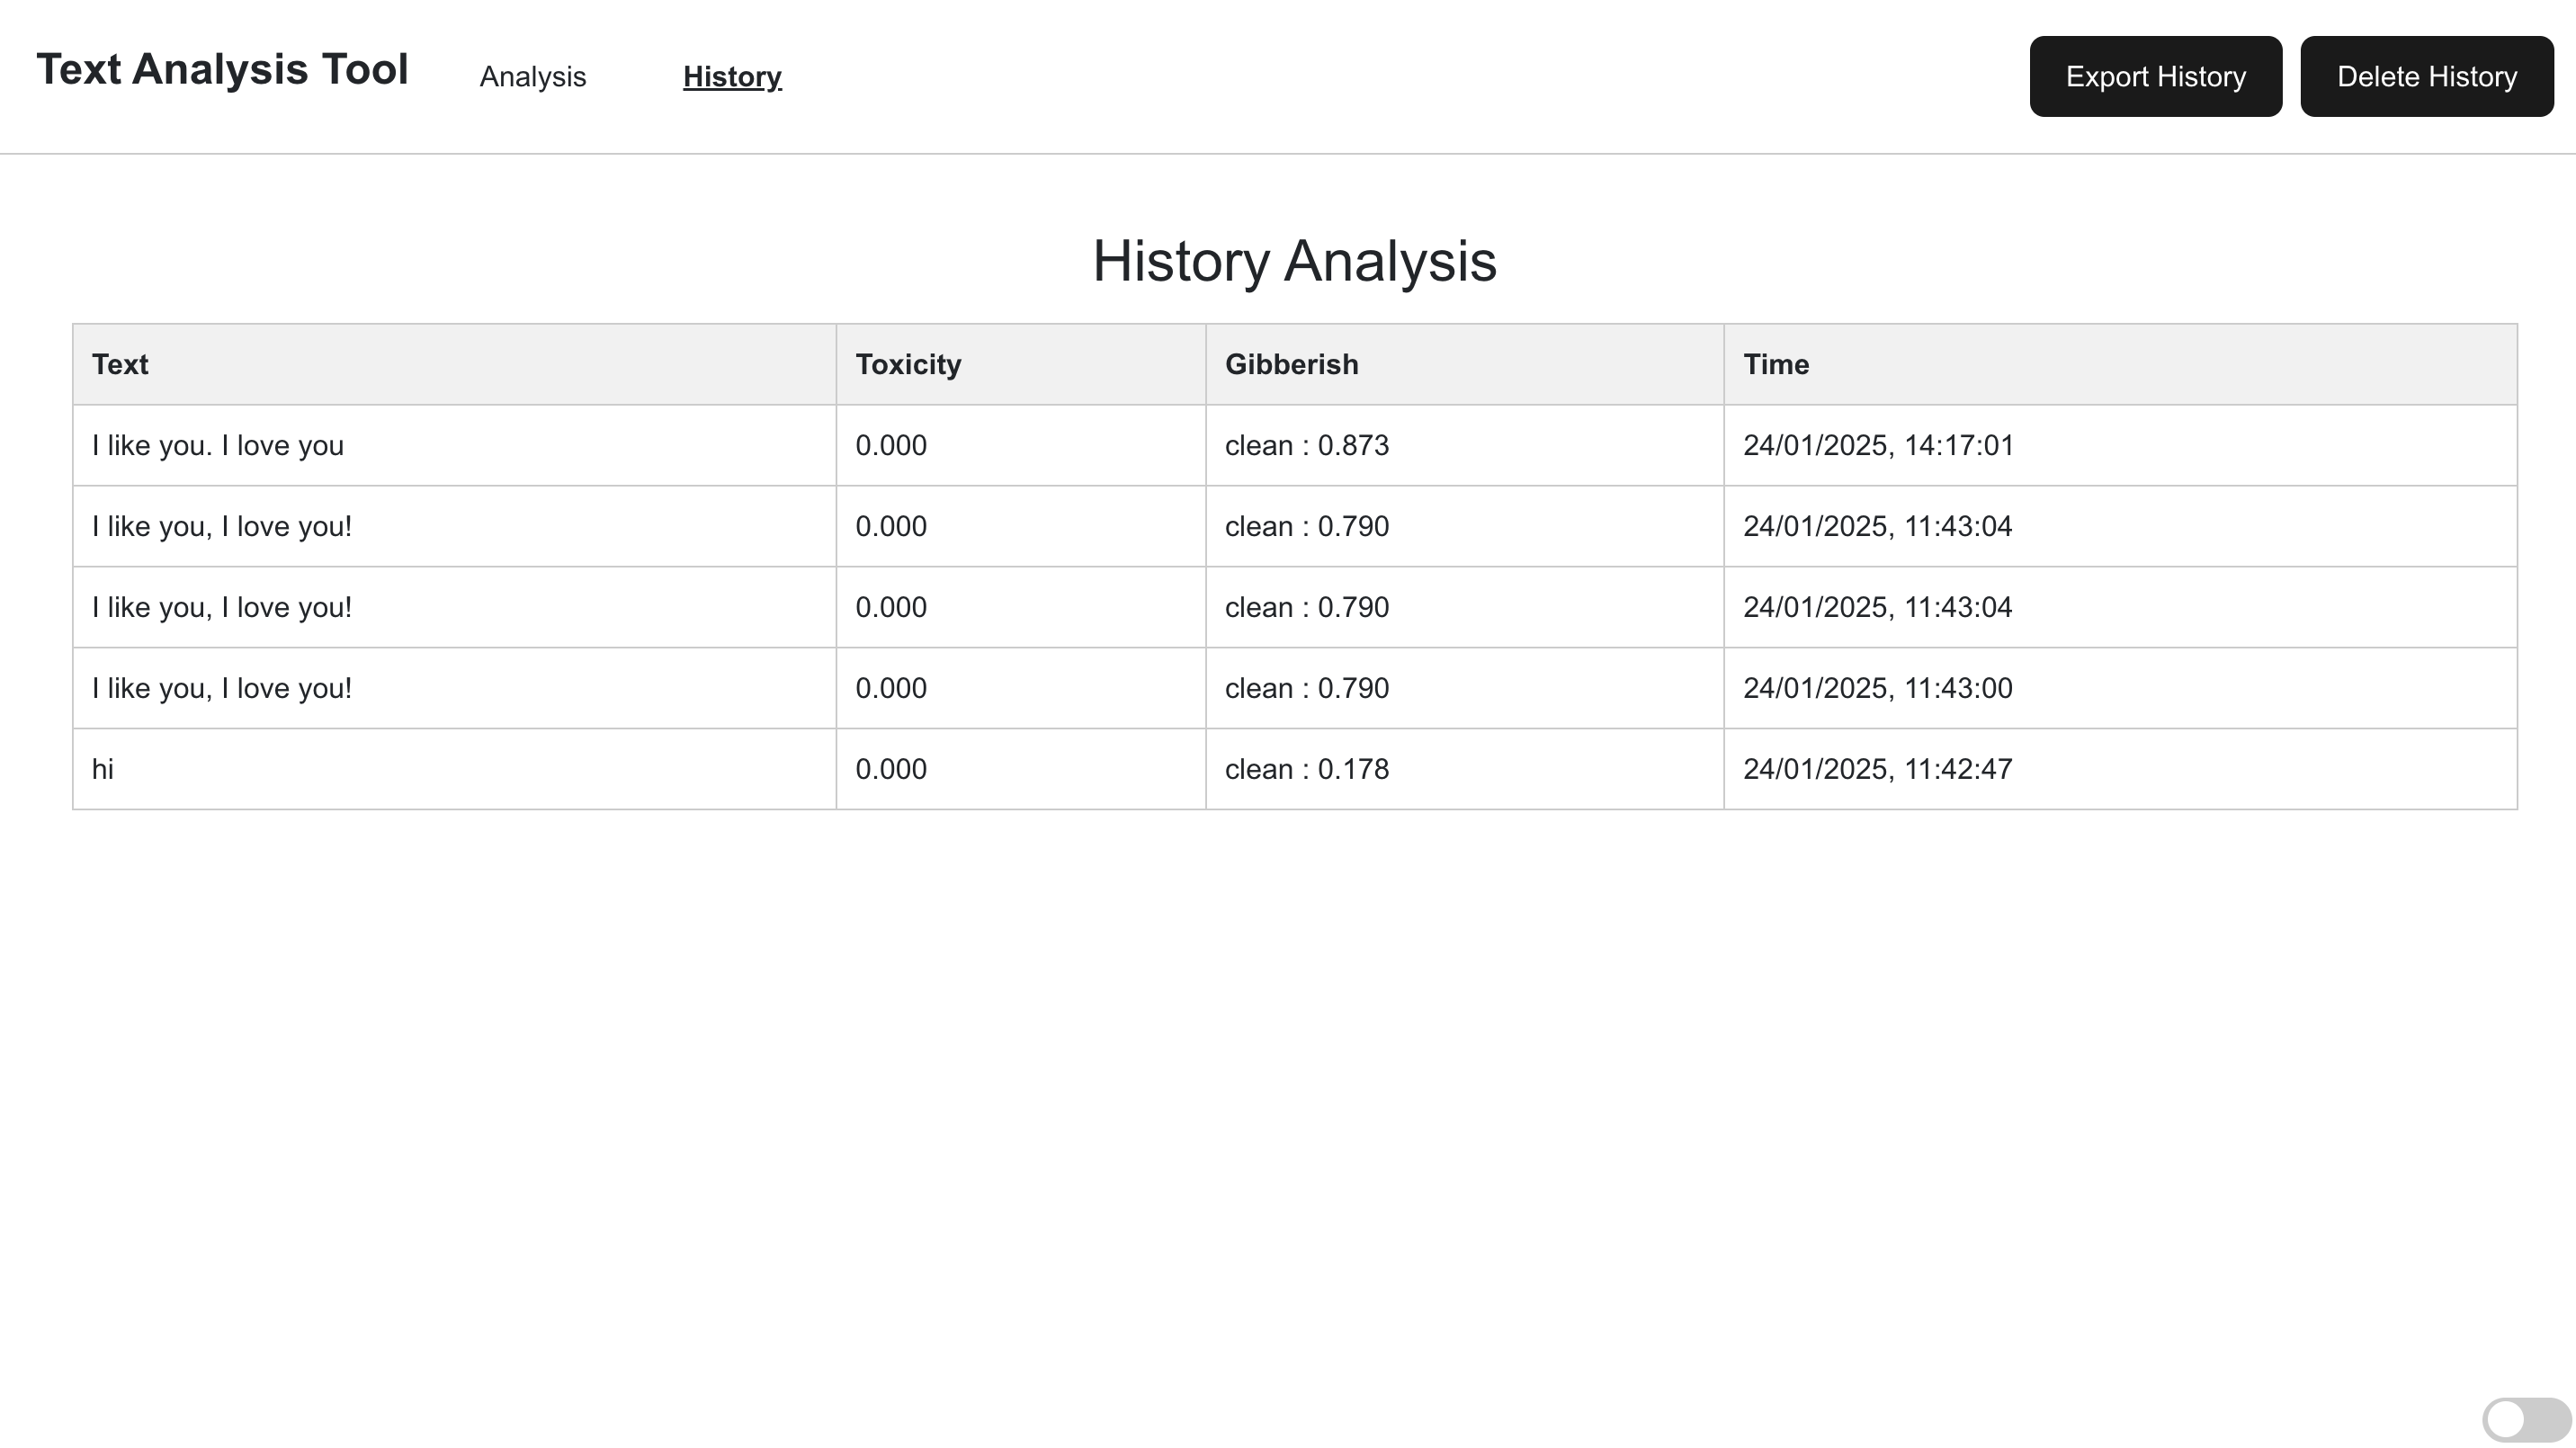 Text Analysis Tool Analysis History Export History Delete History
History Analysis
Text Toxicity Gibberish Time
I like you. I love you 0.000 clean : 0.873 24/01/2025, 14:17:01
I like you, I love you! 0.000 clean : 0.790 24/01/2025, 11:43:04
I like you, I love you! 0.000 clean : 0.790 24/01/2025, 11:43:04
I like you, I love you! 0.000 clean : 0.790 24/01/2025, 11:43:00
hi 0.000 clean : 0.178 24/01/2025, 11:42:47